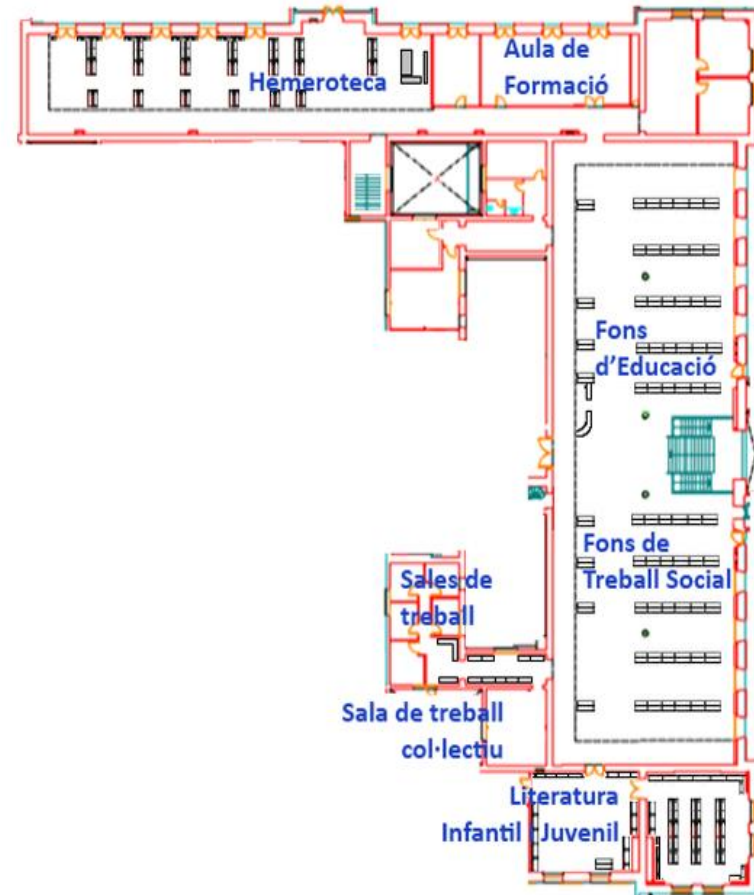 Hemeroteca
Aula de
Formació
Fons
d'Educació
Fons de
Treball Social
Sales de
treball
Sala de treball
col·lectiu
Literatura
Infantil i Juvenil